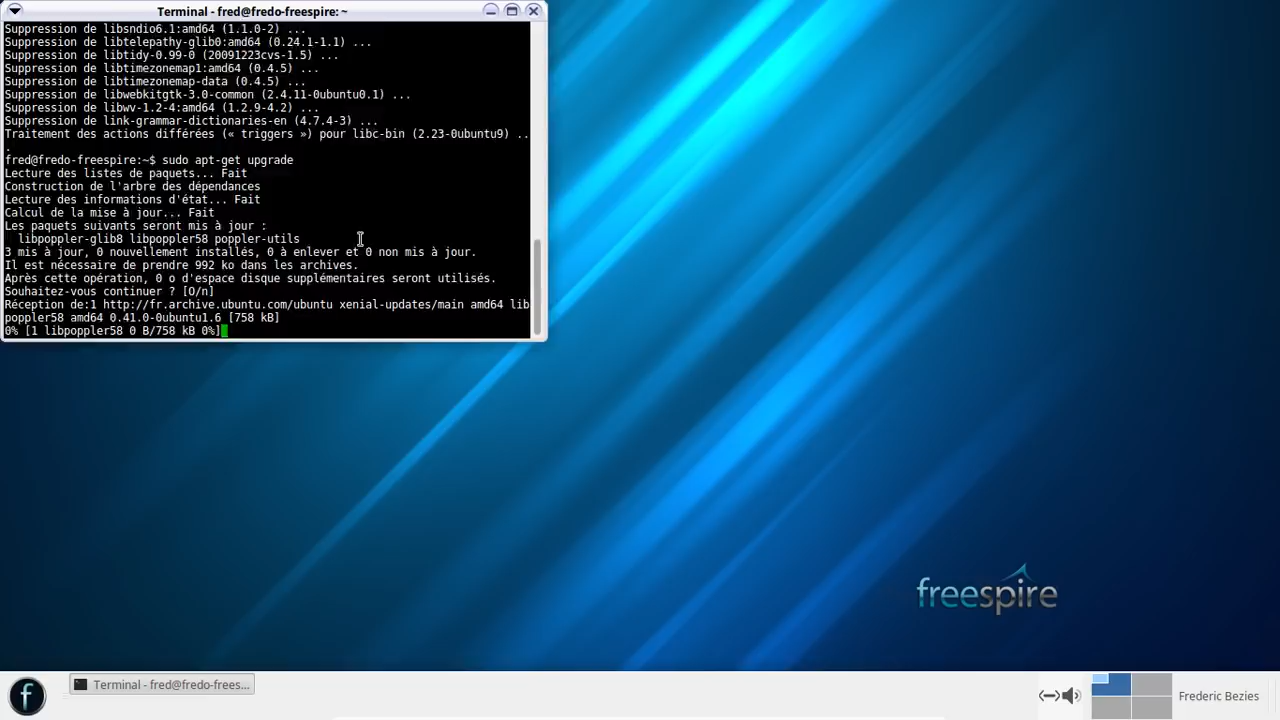 Terminal - fred@fredo-freespire: ~
Suppression de libsndio6.1:amd64 (1.1.0-2) ...
Suppression de libtelepathy-glib0:amd64 (0.24.1-1.1) ...
Suppression de libtidy-0.99-0 (20091223cvs-1.5) ...
Suppression de libtimezonemap1:amd64 (0.4.5) ...
Suppression de libtimezonemap-data (0.4.5) ...
Suppression de libwebkitgtk-3.0-common (2.4.11-0ubuntu0.1) ...
Suppression de libwv-1.2-4:amd64 (1.2.9-4.2) ...
Suppression de link-grammar-dictionaries-en (4.7.4-3) ...
Traitement des actions différées (« triggers ») pour libc-bin (2.23-0ubuntu9) ..
.
fred@fredo-freespire:~$ sudo apt-get upgrade
Lecture des listes de paquets... Fait
Construction de l'arbre des dépendances
Lecture des informations d'état... Fait
Calcul de la mise à jour... Fait
Les paquets suivants seront mis à jour :
  libpoppler-glib8 libpoppler58 poppler-utils
3 mis à jour, 0 nouvellement installés, 0 à enlever et 0 non mis à jour.
Il est nécessaire de prendre 992 ko dans les archives.
Après cette opération, 0 o d'espace disque supplémentaires seront utilisés.
Souhaitez-vous continuer ? [O/n]
Réception de:1 http://fr.archive.ubuntu.com/ubuntu xenial-updates/main amd64 lib
poppler58 amd64 0.41.0-0ubuntu1.6 [758 kB]
0% [1 libpoppler58 0 B/758 kB 0%]
freespire
f
Terminal - fred@fredo-frees...
Frederic Bezies